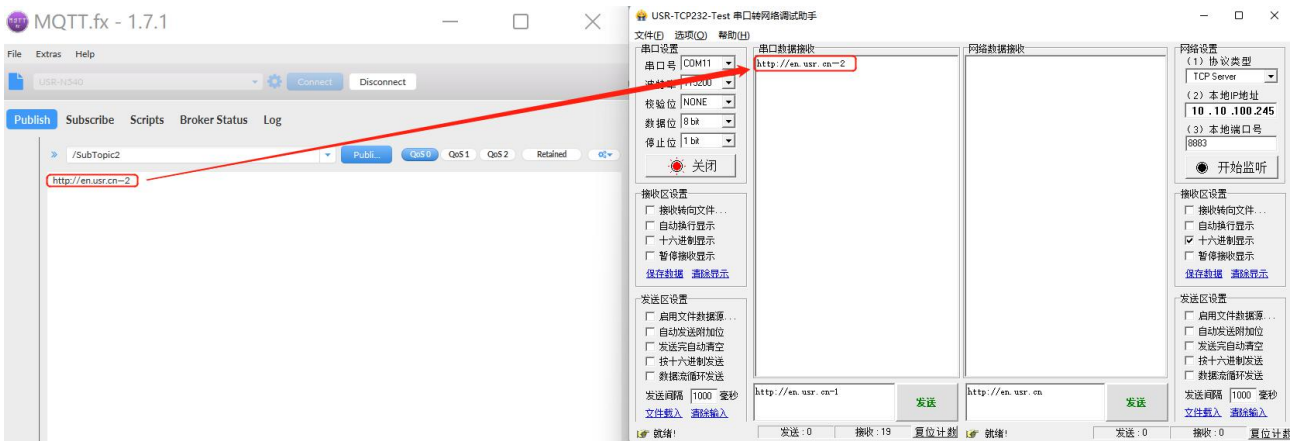 MQTT.fx - 1.7.1
File Extras Help
USR-N540
Connect Disconnect
Publish Subscribe Scripts Broker Status Log
/SubTopic2 Publi... QoS 0 QoS 1 QoS 2 Retained
http://en.usr.cn—2
USR-TCP232-Test 串口转网络调试助手
文件(F) 选项(O) 帮助(H)
串口设置
串口号 COM11
波特率 115200
校验位 NONE
数据位 8 bit
停止位 1 bit
关闭
接收区设置
接收转向文件...
自动换行显示
十六进制显示
暂停接收显示
保存数据 清除显示
发送区设置
启用文件数据源...
自动发送附加位
发送完自动清空
按十六进制发送
数据流循环发送
发送间隔 1000 毫秒
文件载入 清除输入
就绪!
串口数据接收
http://en.usr.cn—2
http://en.usr.cn-1
发送
发送:0 接收:19 复位计数
网络数据接收
http://en.usr.cn
发送
就绪!
发送:0 接收:0 复位计数
网络设置
(1) 协议类型
TCP Server
(2) 本地IP地址
10 .10 .100.245
(3) 本地端口号
8883
开始监听
接收区设置
接收转向文件...
自动换行显示
十六进制显示
暂停接收显示
保存数据 清除显示
发送区设置
启用文件数据源...
自动发送附加位
发送完自动清空
按十六进制发送
数据流循环发送
发送间隔 1000 毫秒
文件载入 清除输入